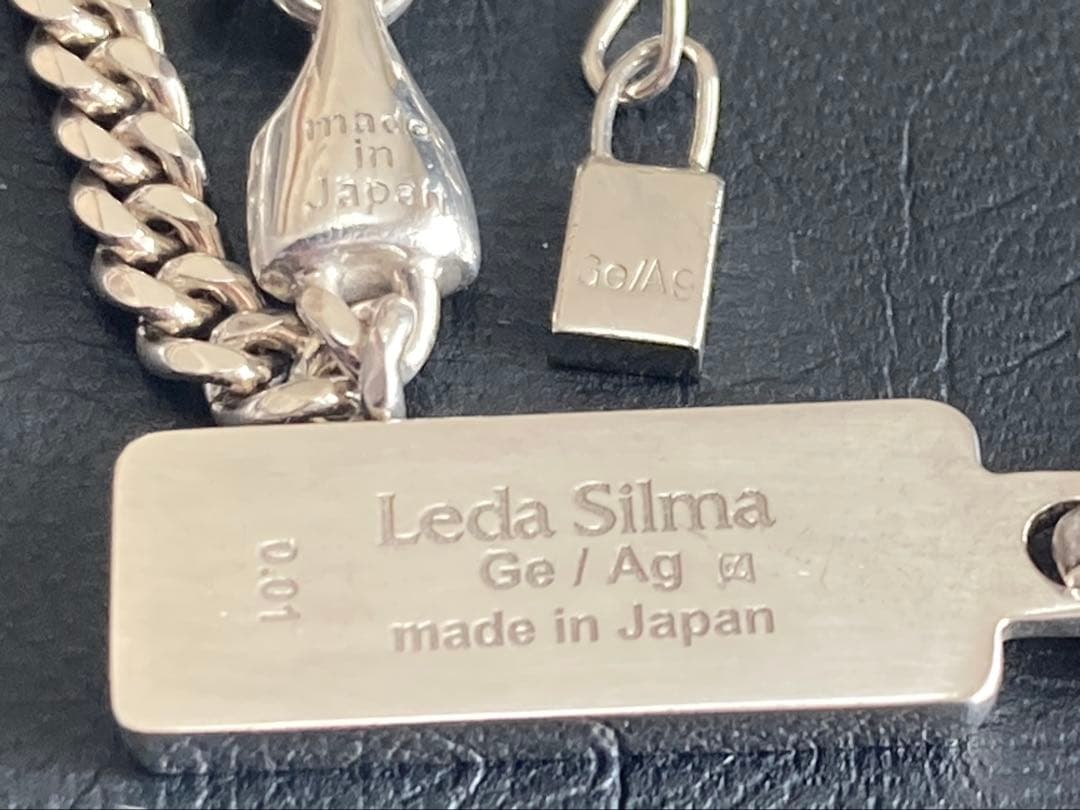 made
in
Japan
Ge/Ag
Leda Silma
Ge / Ag
made in Japan
0.01